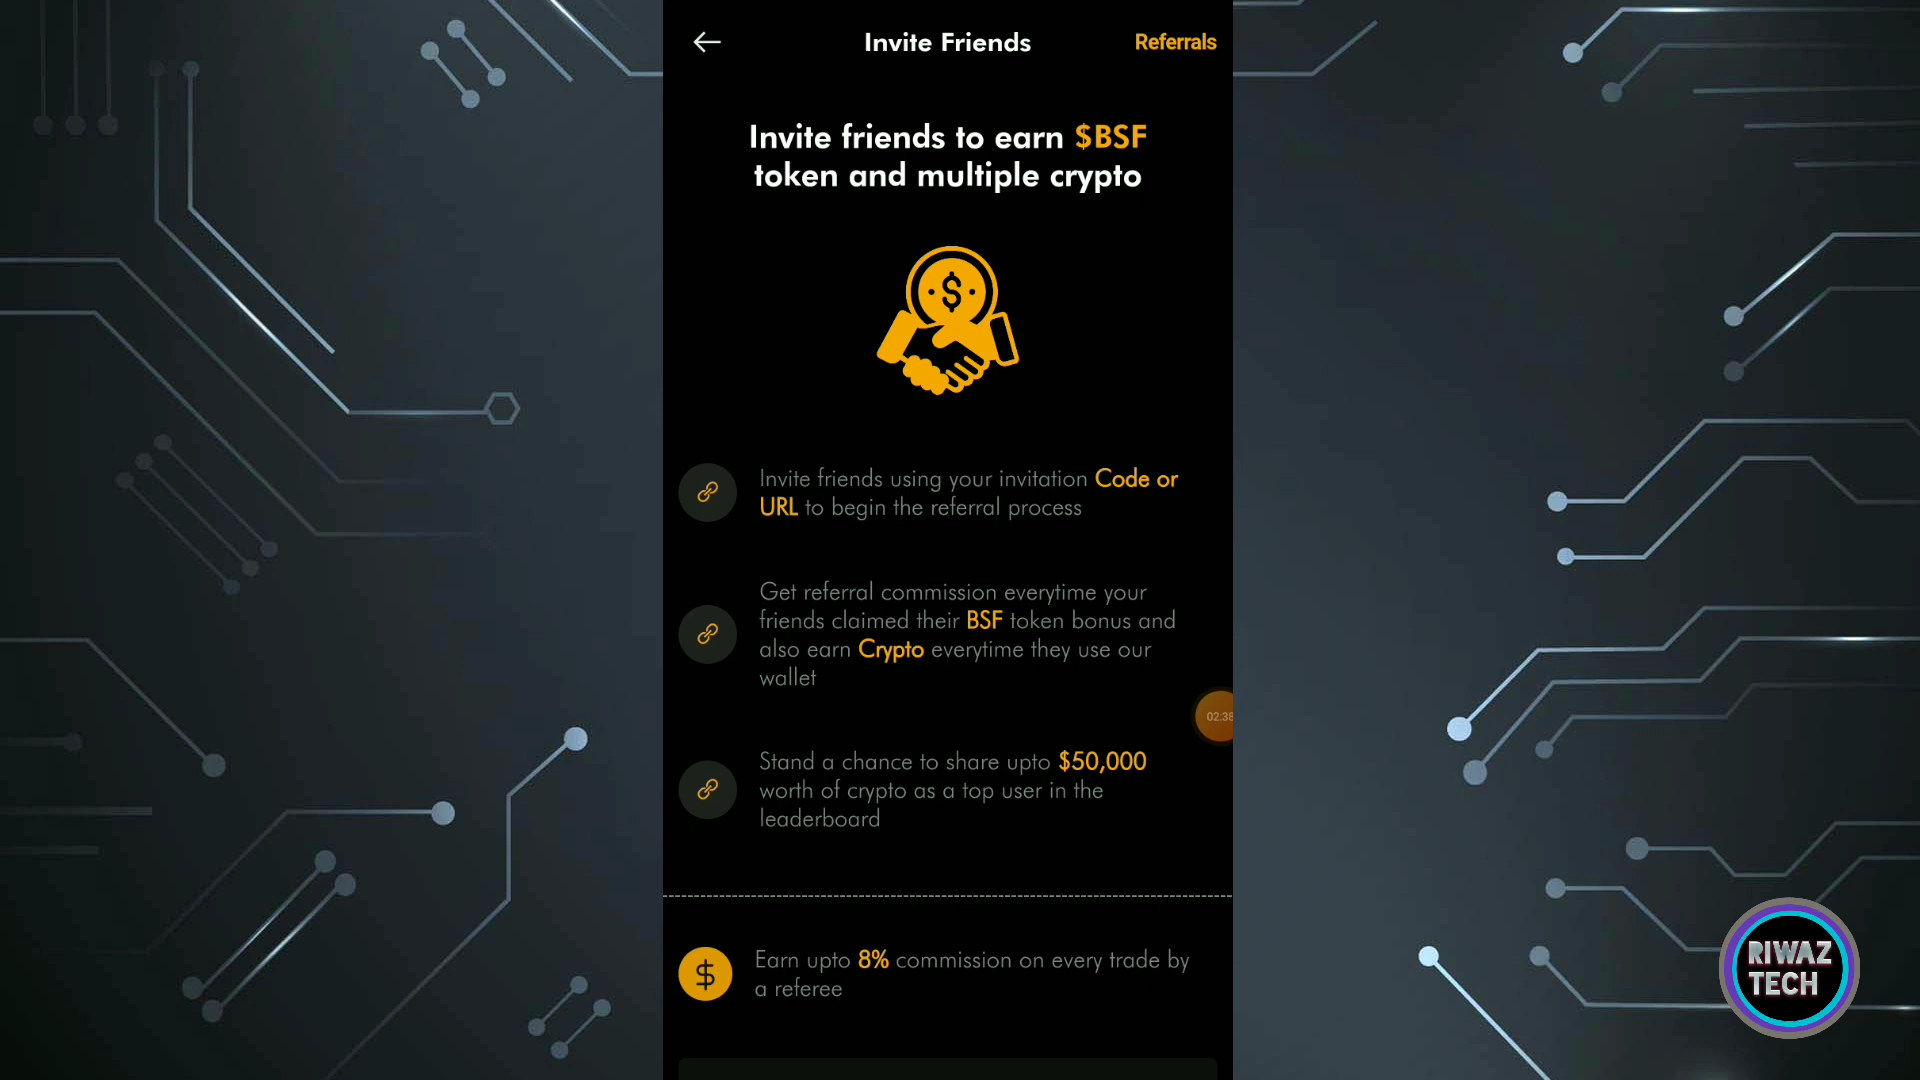 Invite Friends
Referrals
Invite friends to earn $BSF
token and multiple crypto
$
Invite friends using your invitation Code or
URL to begin the referral process
Get referral commission everytime your
friends claimed their BSF token bonus and
also earn Crypto everytime they use our
wallet
02:38
Stand a chance to share upto $50,000
worth of crypto as a top user in the
leaderboard
$
Earn upto 8% commission on every trade by
a referee
RIWAZ
TECH